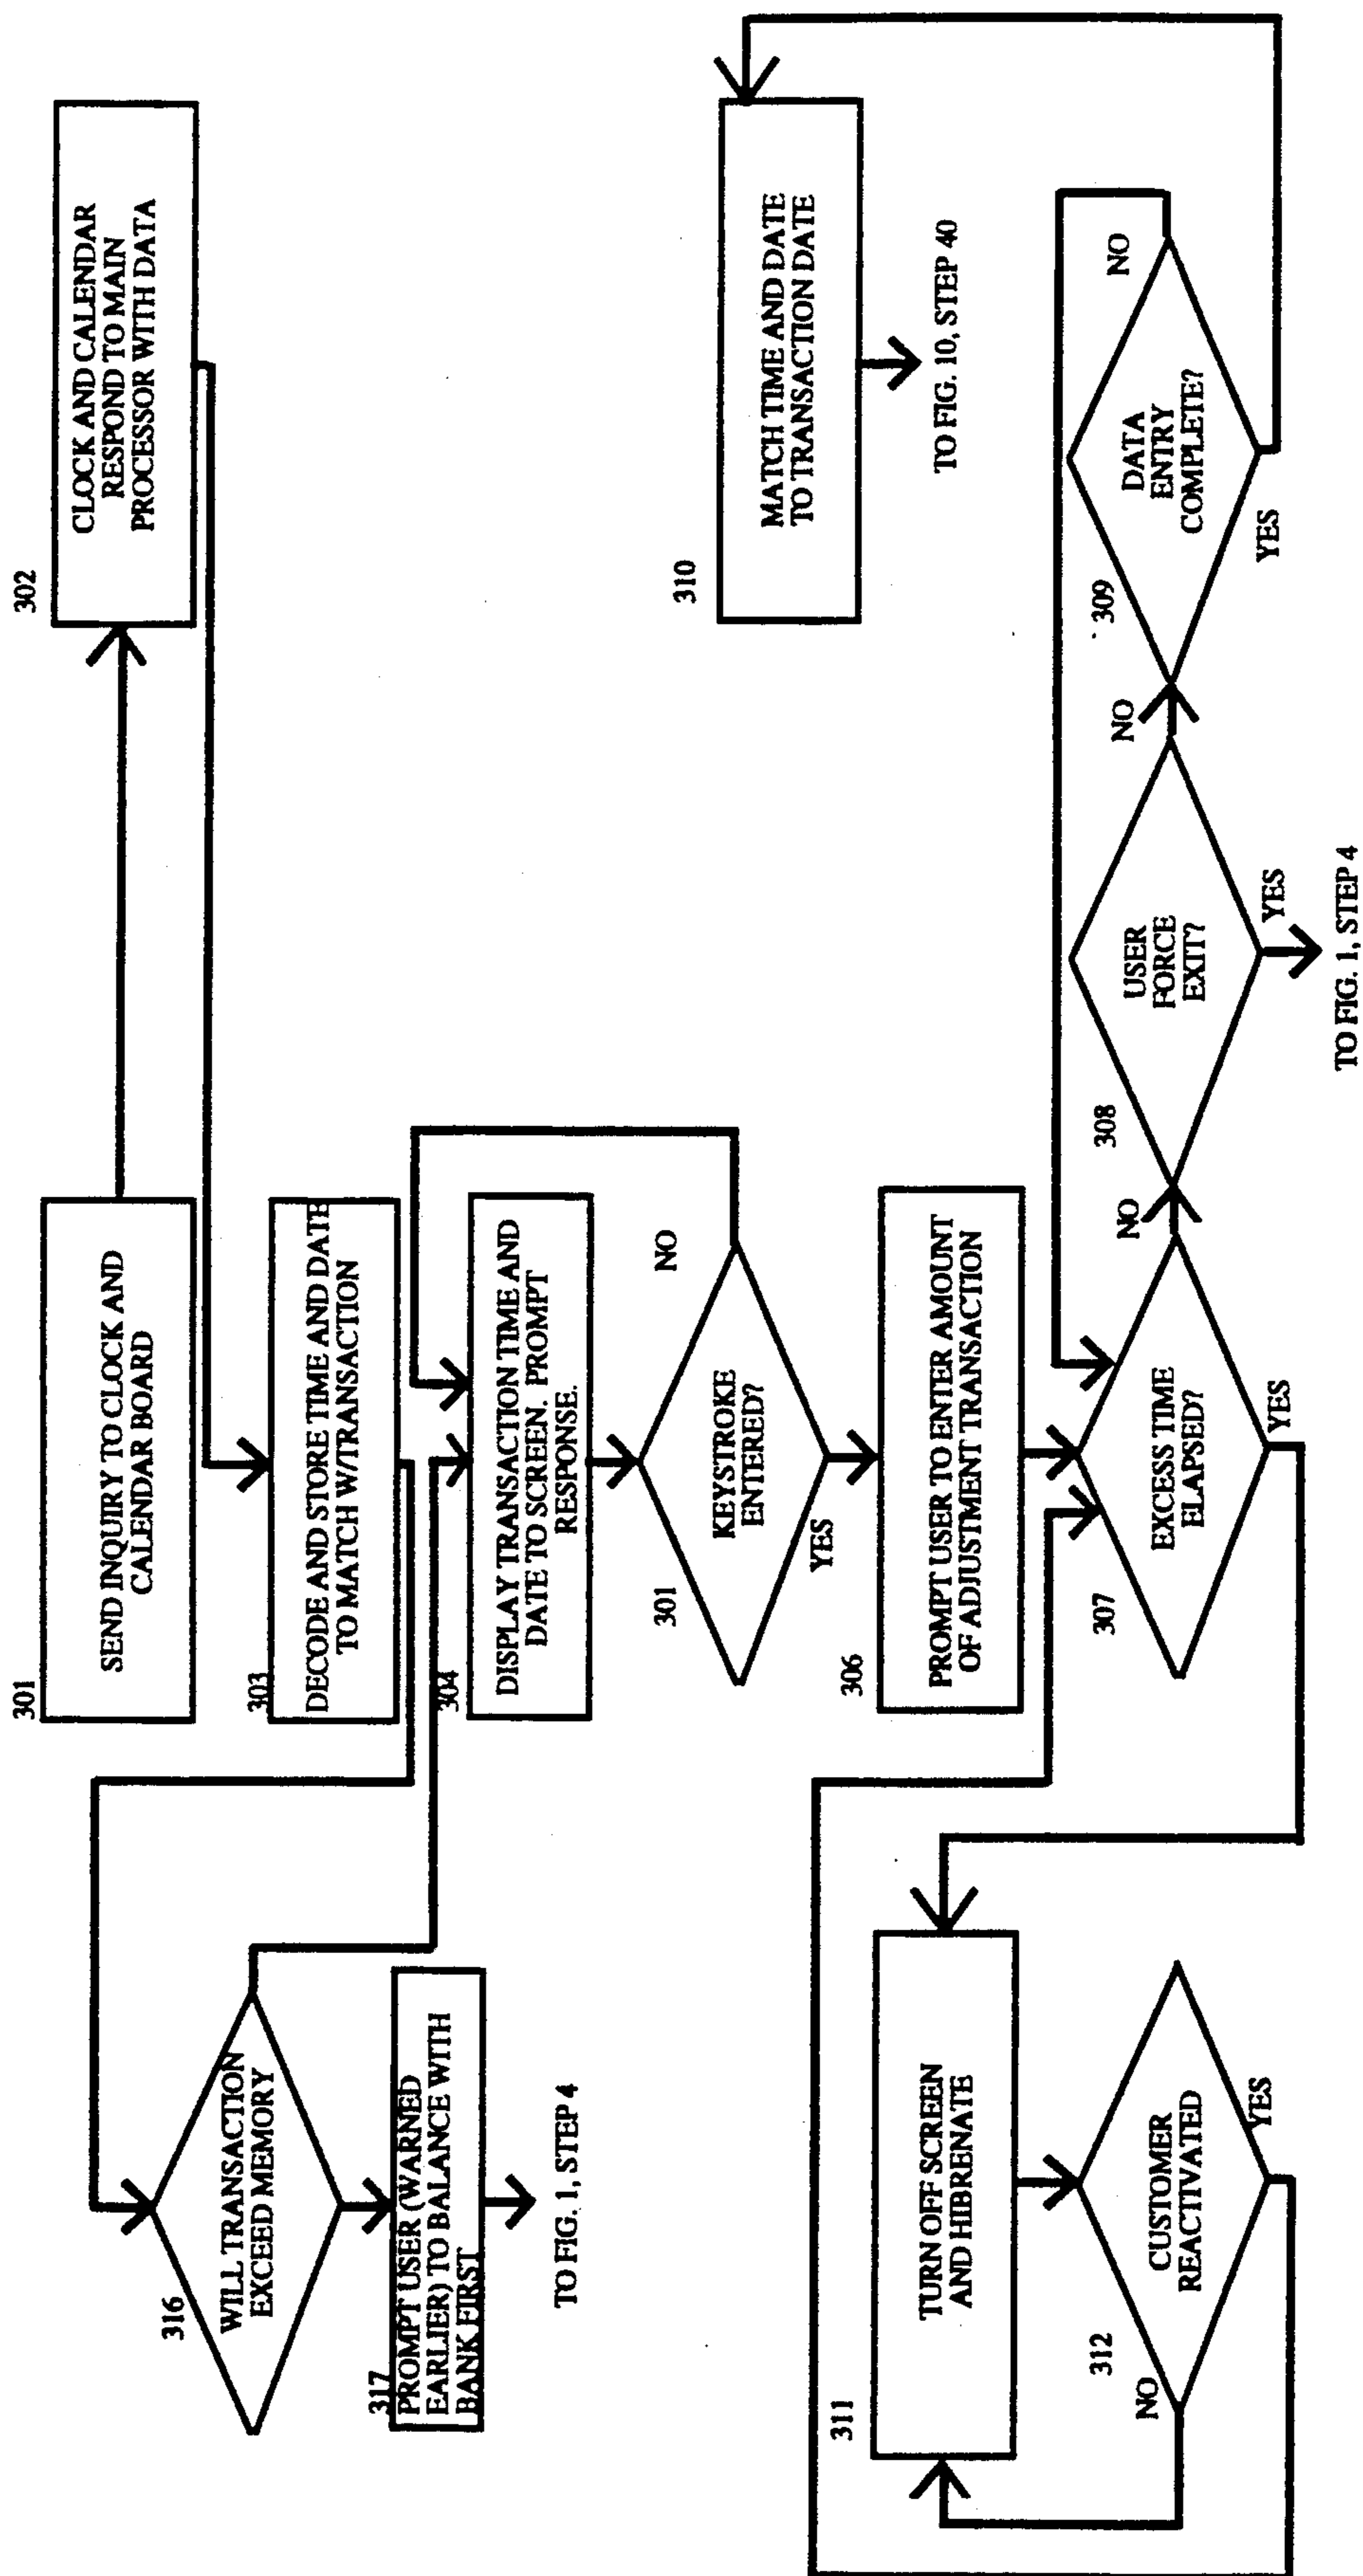 301
SEND INQUIRY TO CLOCK AND
CALENDAR BOARD
302
CLOCK AND CALENDAR
RESPOND TO MAIN
PROCESSOR WITH DATA
303
DECODE AND STORE TIME AND DATE
TO MATCH W/TRANSACTION
316
WILL TRANSACTION
EXCEED MEMORY
317
PROMPT USER (WARNED
EARLIER) TO BALANCE WITH
BANK FIRST
TO FIG. 1, STEP 4
304
DISPLAY TRANSACTION TIME AND
DATE TO SCREEN. PROMPT
RESPONSE.
301
KEYSTROKE
ENTERED?
NO
YES
306
PROMPT USER TO ENTER AMOUNT
OF ADJUSTMENT TRANSACTION
307
EXCESS TIME
ELAPSED?
NO
YES
308
USER
FORCE
EXIT?
NO
YES
TO FIG. 1, STEP 4
309
DATA
ENTRY
COMPLETE?
NO
YES
310
MATCH TIME AND DATE
TO TRANSACTION DATE
TO FIG. 10, STEP 40
311
TURN OFF SCREEN
AND HIBRENATE
312
CUSTOMER
REACTIVATED
NO
YES